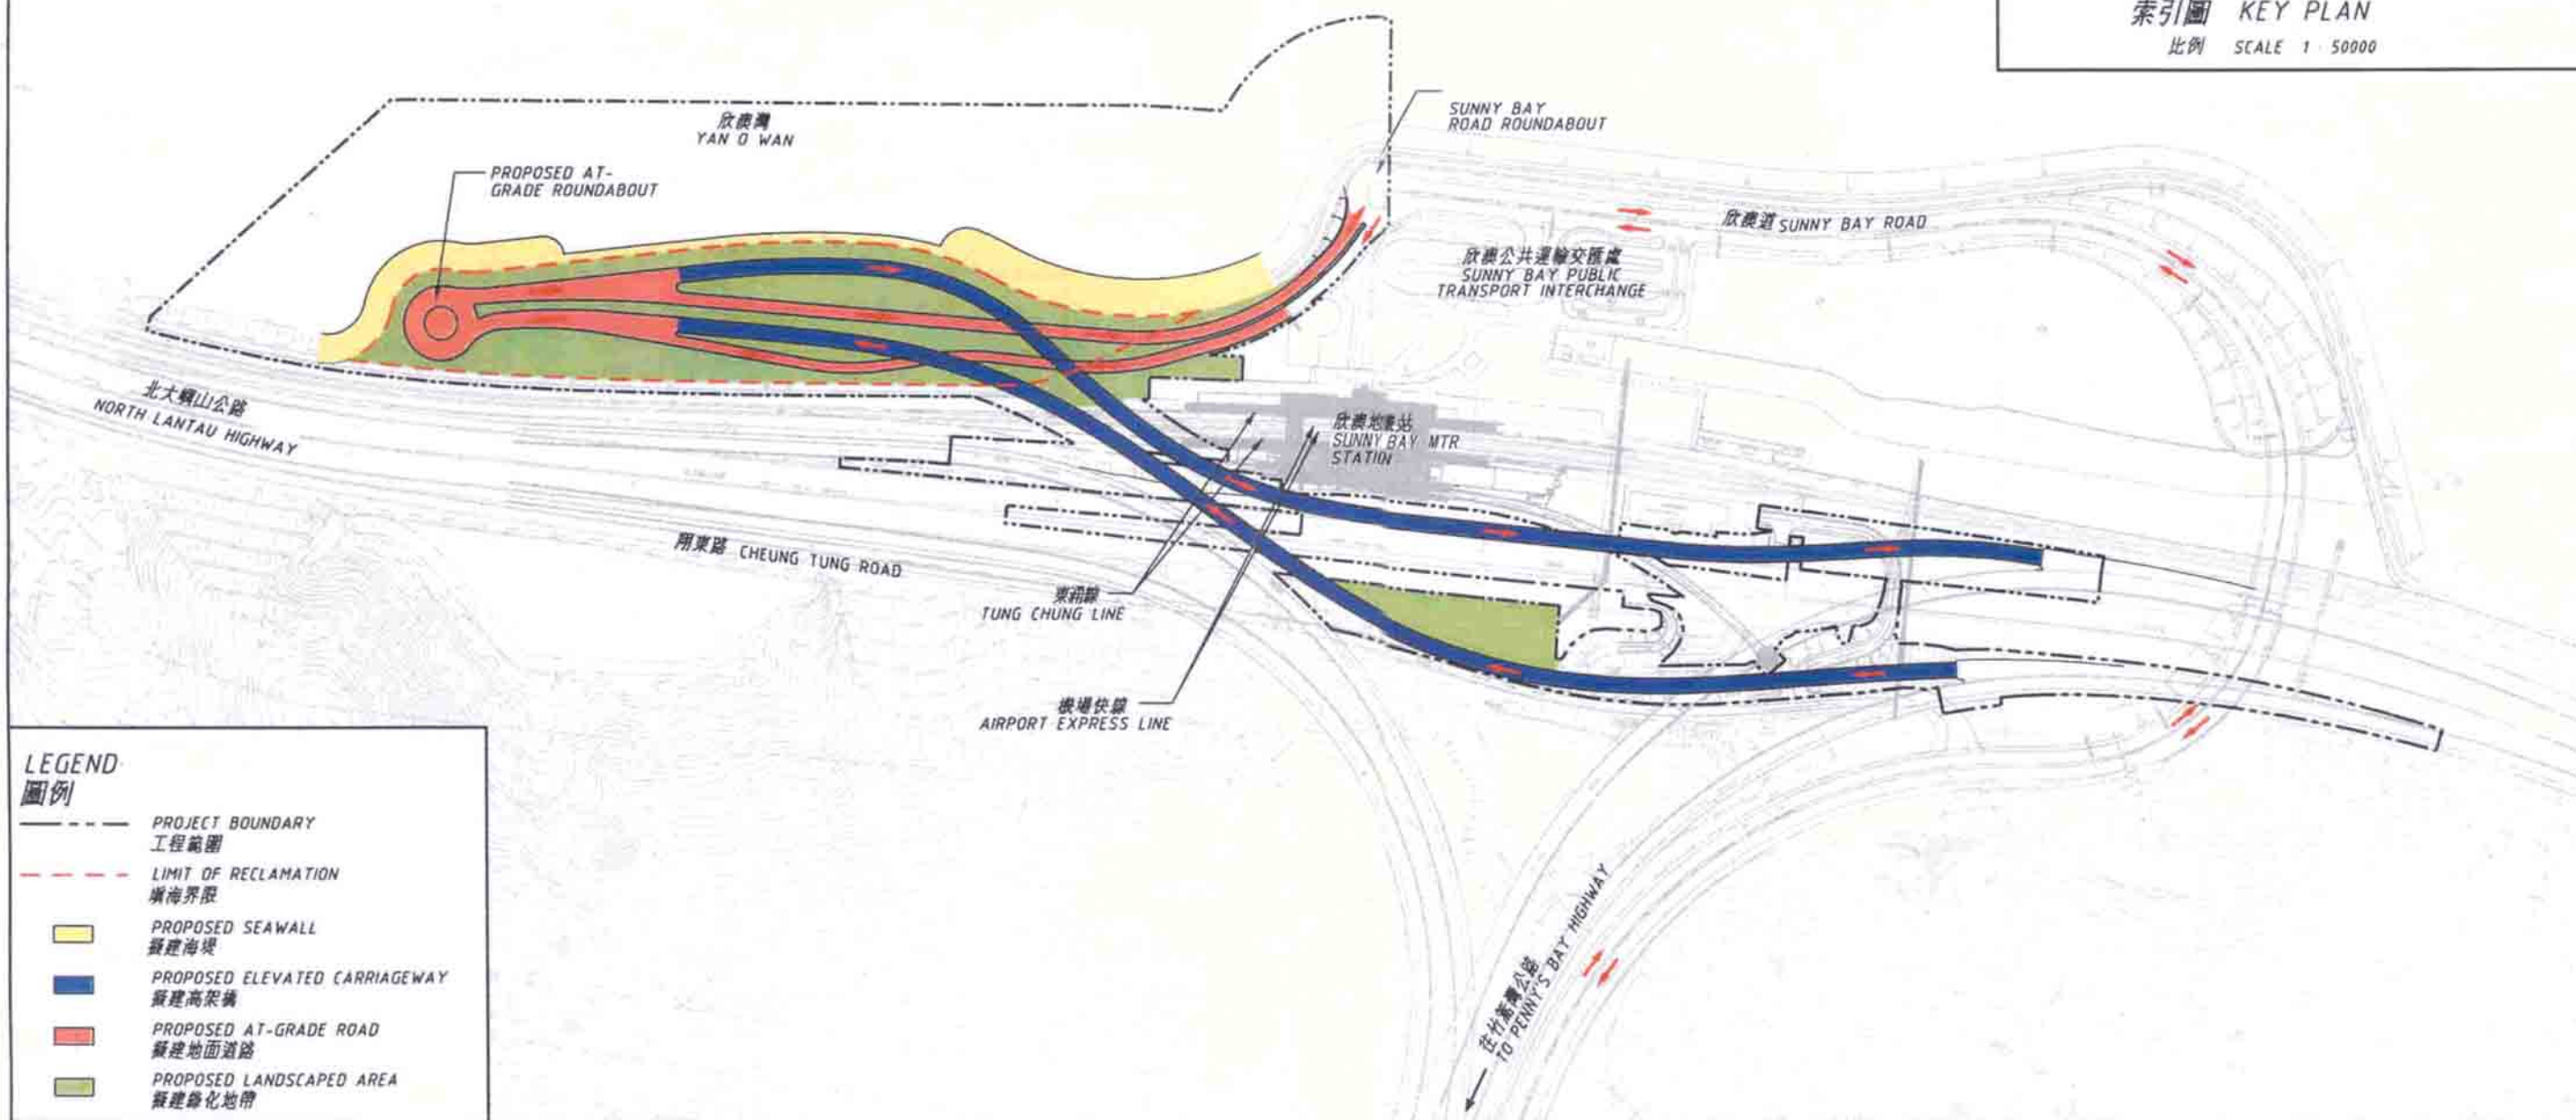 索引圖 KEY PLAN
比例 SCALE 1 : 50000
欣澳灣
YAN O WAN
SUNNY BAY
ROAD ROUNDABOUT
PROPOSED AT-
GRADE ROUNDABOUT
欣澳道 SUNNY BAY ROAD
欣澳公共運輸交匯處
SUNNY BAY PUBLIC
TRANSPORT INTERCHANGE
北大嶼山公路
NORTH LANTAU HIGHWAY
欣澳地鐵站
SUNNY BAY MTR
STATION
翔東路 CHEUNG TUNG ROAD
東涌線
TUNG CHUNG LINE
機場快線
AIRPORT EXPRESS LINE
往竹篙灣公路
TO PENNY'S BAY HIGHWAY
LEGEND
圖例
PROJECT BOUNDARY
工程範圍
LIMIT OF RECLAMATION
填海界限
PROPOSED SEAWALL
擬建海堤
PROPOSED ELEVATED CARRIAGEWAY
擬建高架橋
PROPOSED AT-GRADE ROAD
擬建地面道路
PROPOSED LANDSCAPED AREA
擬建綠化地帶